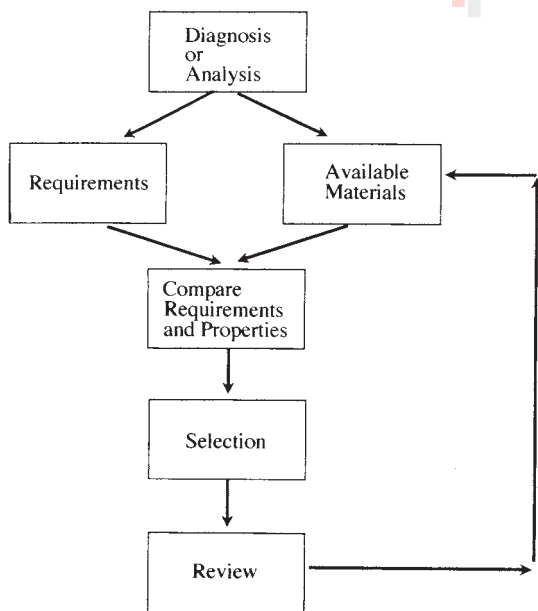 Diagnosis
or
Analysis
Requirements
Available
Materials
Compare
Requirements
and Properties
Selection
Review